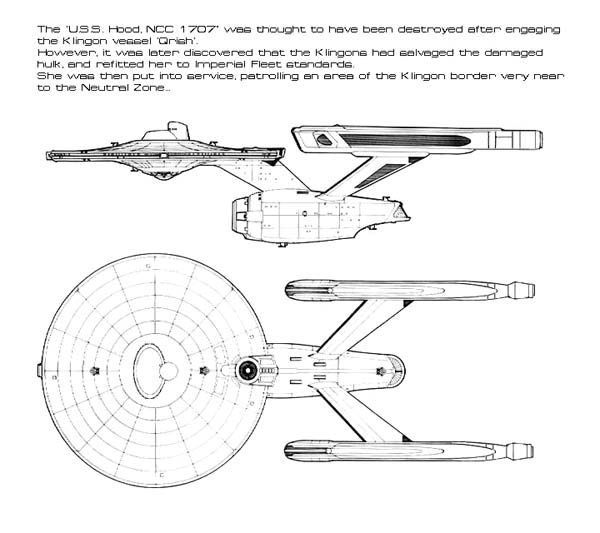 The 'U.S.S. Hood, NCC 1707' was thought to have been destroyed after engaging
the Klingon vessel 'Qrish'.
However, it was later discovered that the Klingons had salvaged the damaged
hulk, and refitted her to Imperial Fleet standards.
She was then put into service, patrolling an area of the Klingon border very near
to the Neutral Zone...